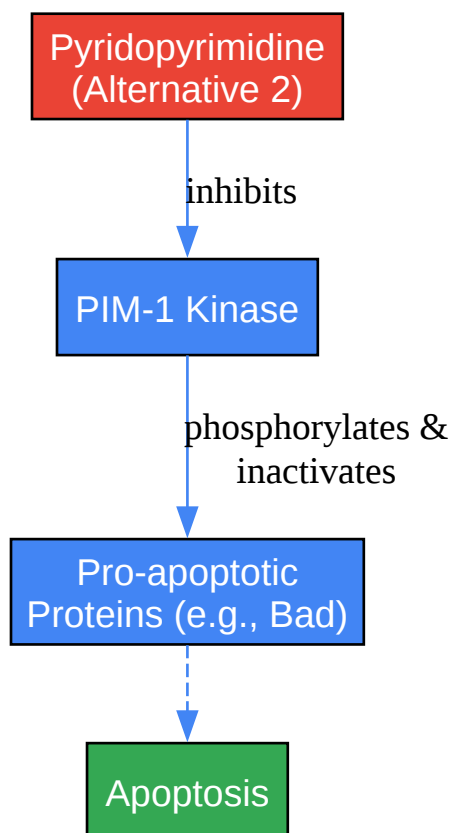 Pyridopyrimidine
(Alternative 2)
inhibits
PIM-1 Kinase
phosphorylates &
inactivates
Pro-apoptotic
Proteins (e.g., Bad)
Apoptosis